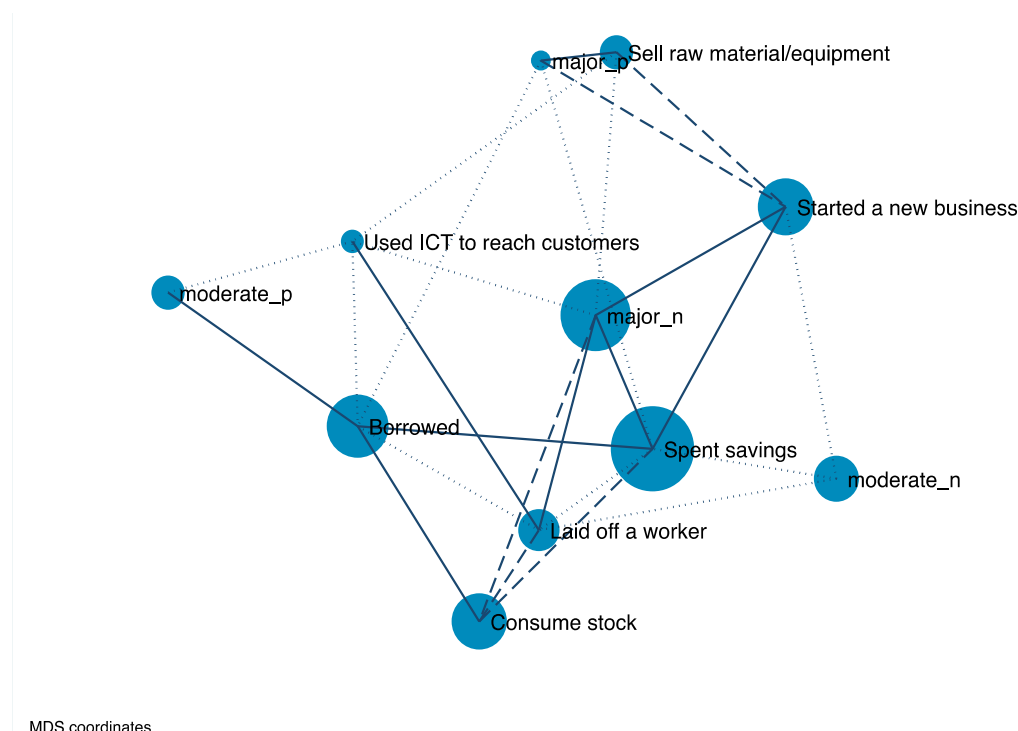 Sell raw material/equipment
major_p
Started a new business
Used ICT to reach customers
moderate_p
major_n
Borrowed
Spent savings
moderate_n
Laid off a worker
Consume stock
MDS coordinates